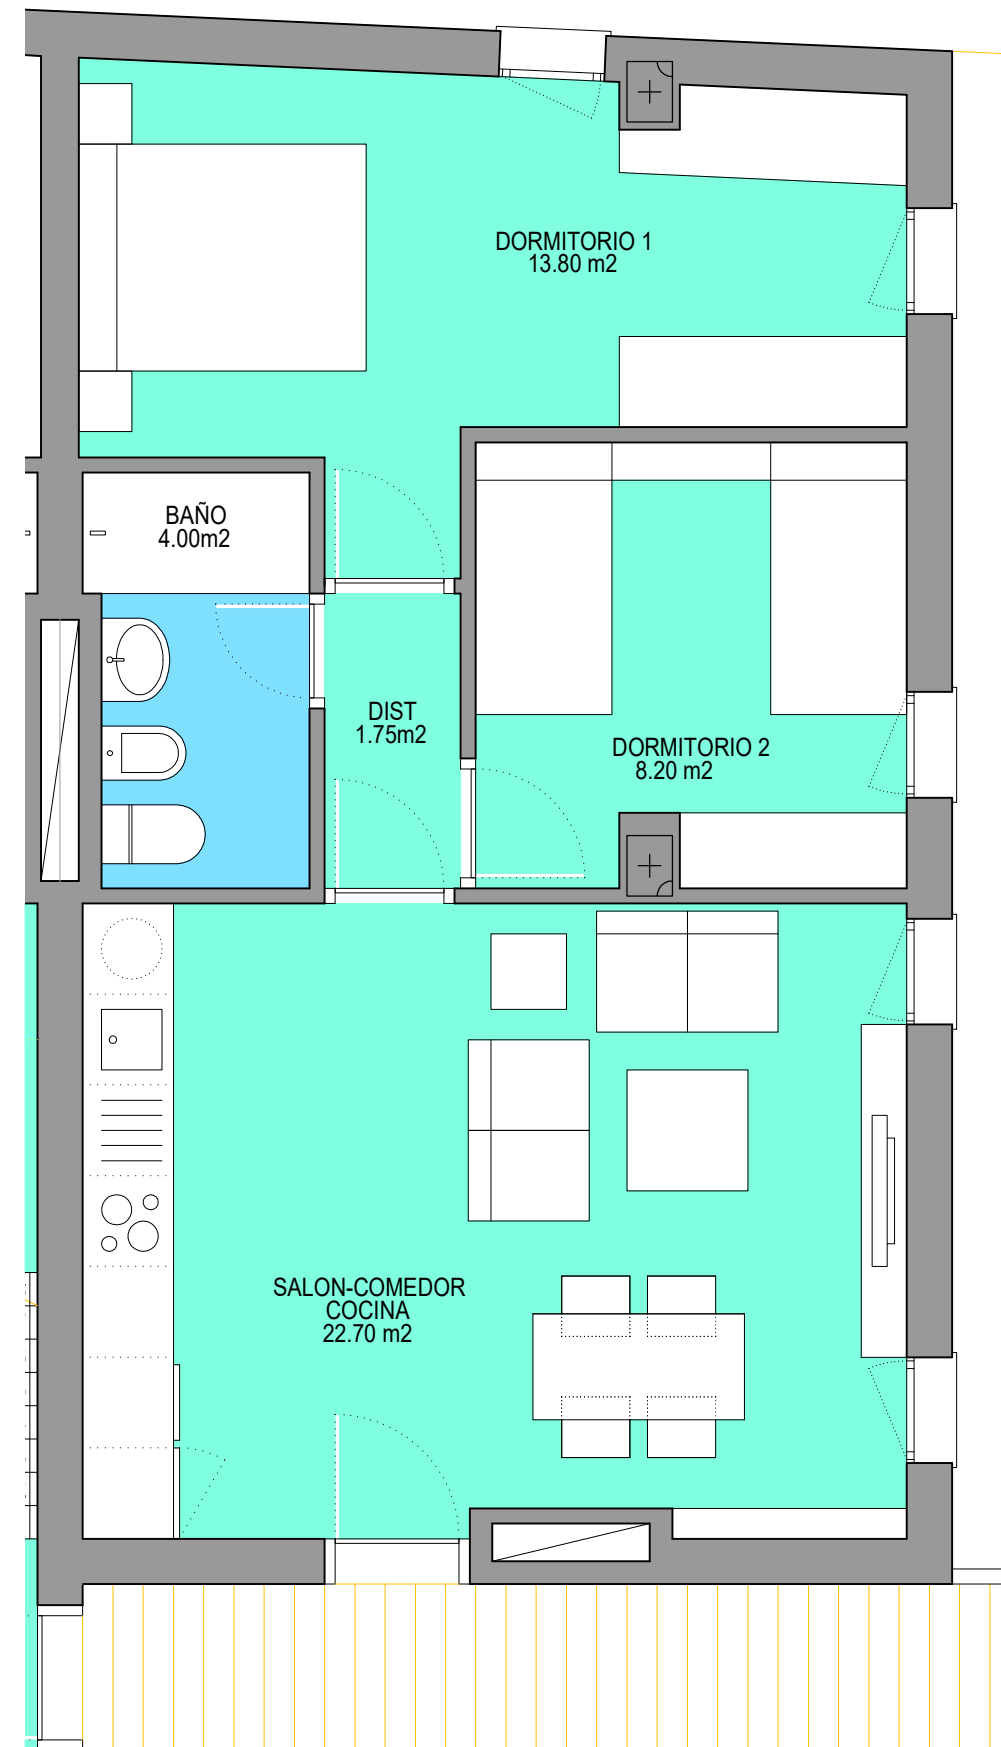 DORMITORIO 1
13.80 m2
BAÑO
4.00m2
DIST
1.75m2
DORMITORIO 2
8.20 m2
SALON-COMEDOR
COCINA
22.70 m2